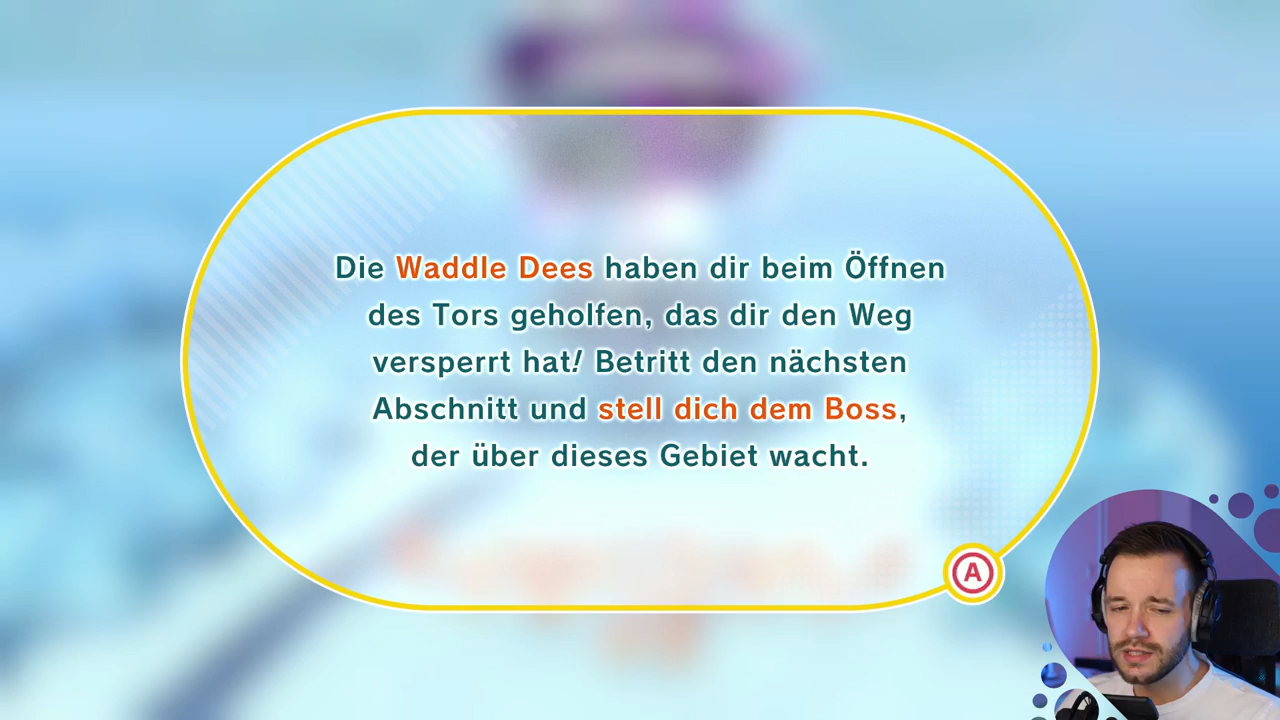 Die Waddle Dees haben dir beim Öffnen
des Tors geholfen, das dir den Weg
versperrt hat! Betritt den nächsten
Abschnitt und stell dich dem Boss,
der über dieses Gebiet wacht.
A